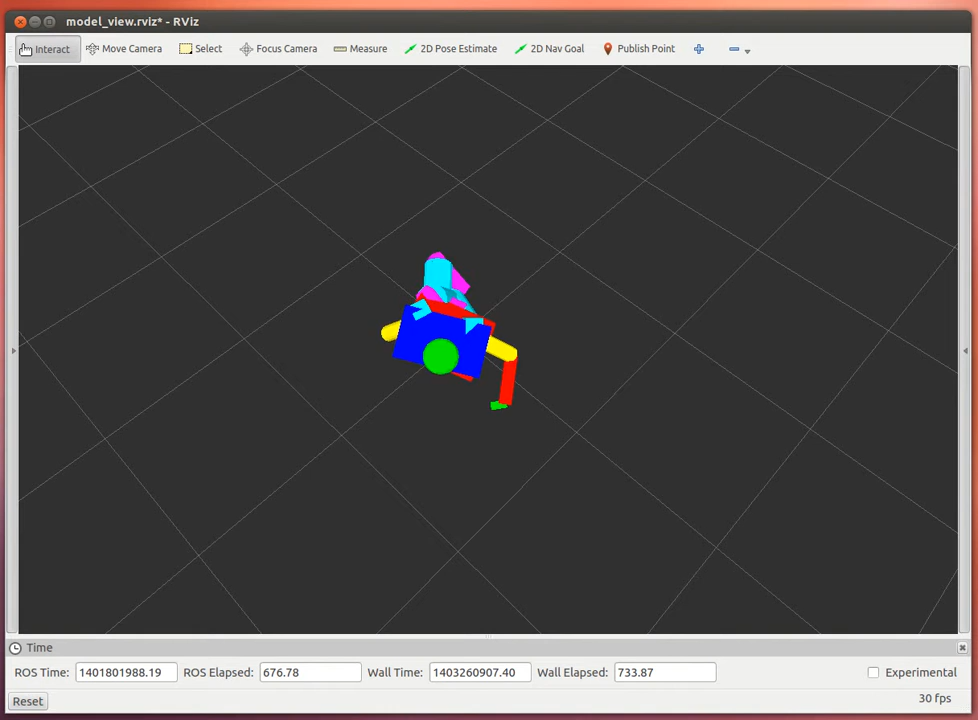 model_view.rviz* - RViz
Interact Move Camera Select Focus Camera Measure 2D Pose Estimate 2D Nav Goal Publish Point
Time
ROS Time: 1401801988.19 ROS Elapsed: 676.78 Wall Time: 1403260907.40 Wall Elapsed: 733.87 Experimental
Reset 30 fps